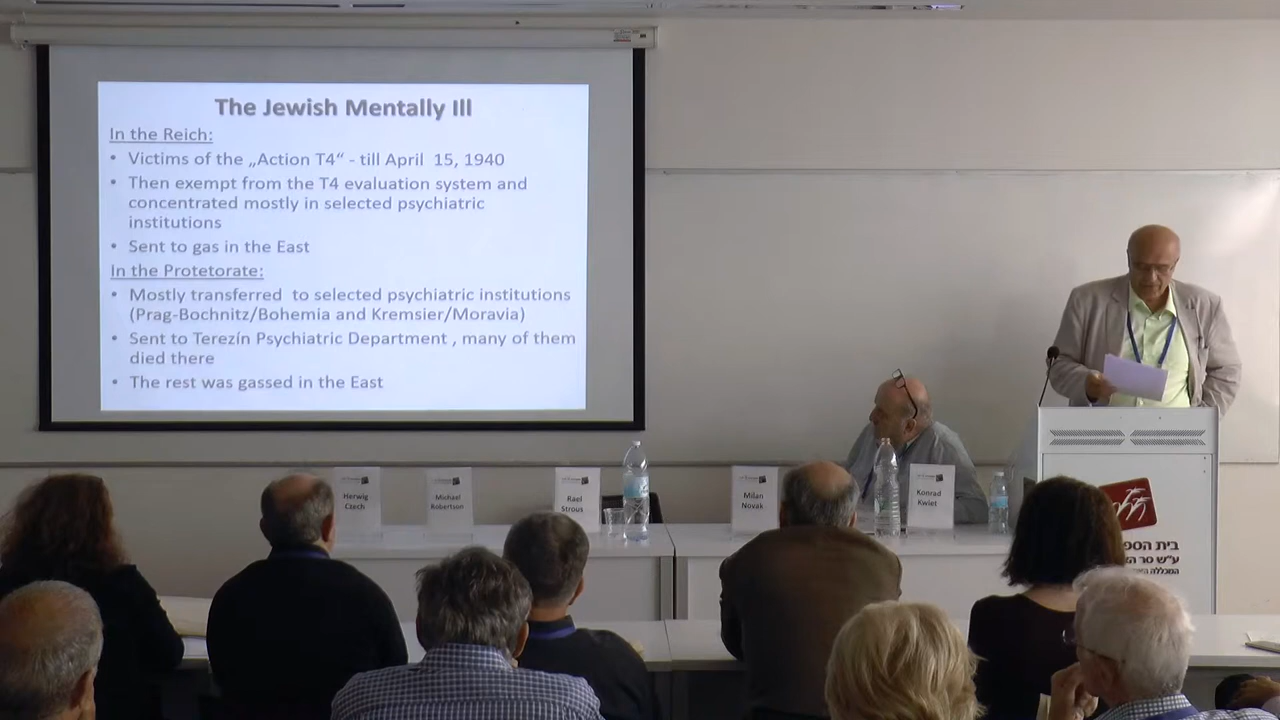 The Jewish Mentally Ill
In the Reich:
• Victims of the „Action T4“ - till April 15, 1940
• Then exempt from the T4 evaluation system and
concentrated mostly in selected psychiatric
institutions
• Sent to gas in the East
In the Protetorate:
• Mostly transferred to selected psychiatric institutions
(Prag-Bochnitz/Bohemia and Kremsier/Moravia)
• Sent to Terezín Psychiatric Department , many of them
died there
• The rest was gassed in the East
Herwig
Czech
Michael
Robertson
Rael
Strous
Milan
Novak
Konrad
Kwiet
בית הספ
ע"ש סר
המכללה